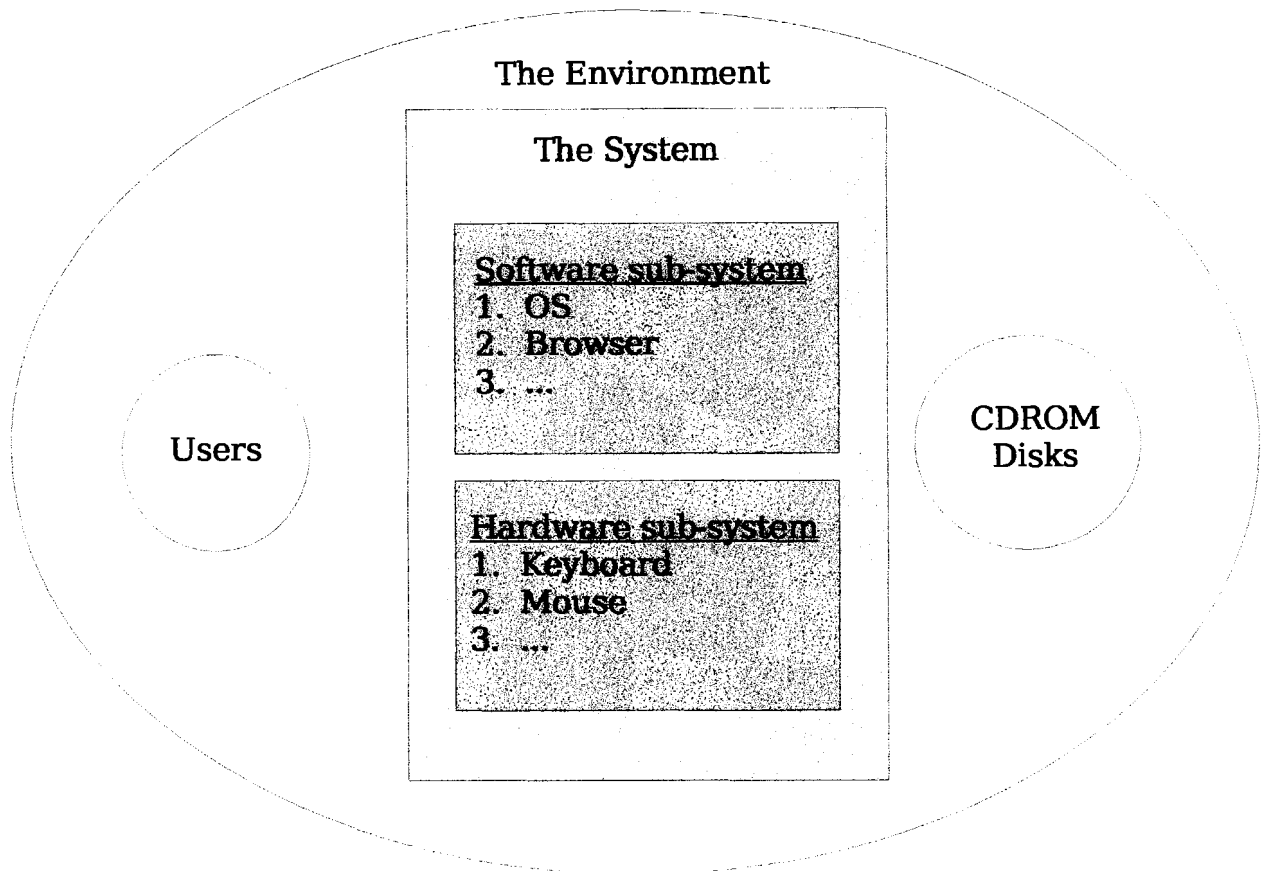 The Environment
The System
Software sub-system
1. OS
2. Browser
3. ...
Users
CDROM
Disks
Hardware sub-system
1. Keyboard
2. Mouse
3. ...